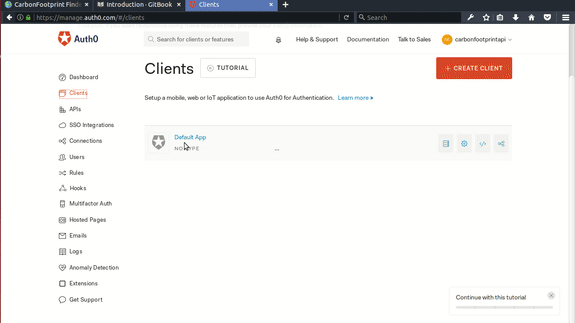 CarbonFootprint Find
Introduction · GitBook
Clients
https://manage.auth0.com/#/clients
Search
Auth0
Search for clients or features
Help & Support
Documentation
Talk to Sales
carbonfootprintapi
Dashboard
Clients
APIs
SSO Integrations
Connections
Users
Rules
Hooks
Multifactor Auth
Hosted Pages
Emails
Logs
Anomaly Detection
Extensions
Get Support
Clients
TUTORIAL
+ CREATE CLIENT
Setup a mobile, web or IoT application to use Auth0 for Authentication. Learn more
Default App
Continue with this tutorial